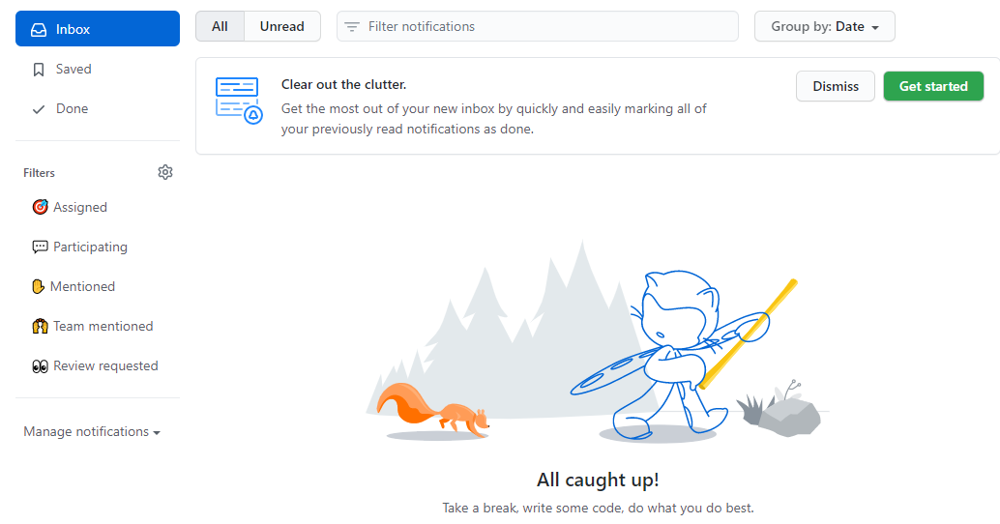 Inbox
Saved
Done
Filters
Assigned
Participating
Mentioned
Team mentioned
Review requested
Manage notifications
All Unread Filter notifications Group by: Date
Clear out the clutter.
Get the most out of your new inbox by quickly and easily marking all of
your previously read notifications as done.
Dismiss Get started
All caught up!
Take a break, write some code, do what you do best.